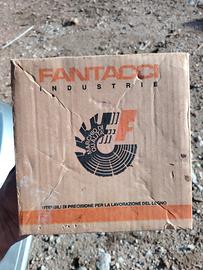 FANTACCI
INDUSTRIE
UTENSILI DI PRECISIONE PER LA LAVORAZIONE DEL LEGNO